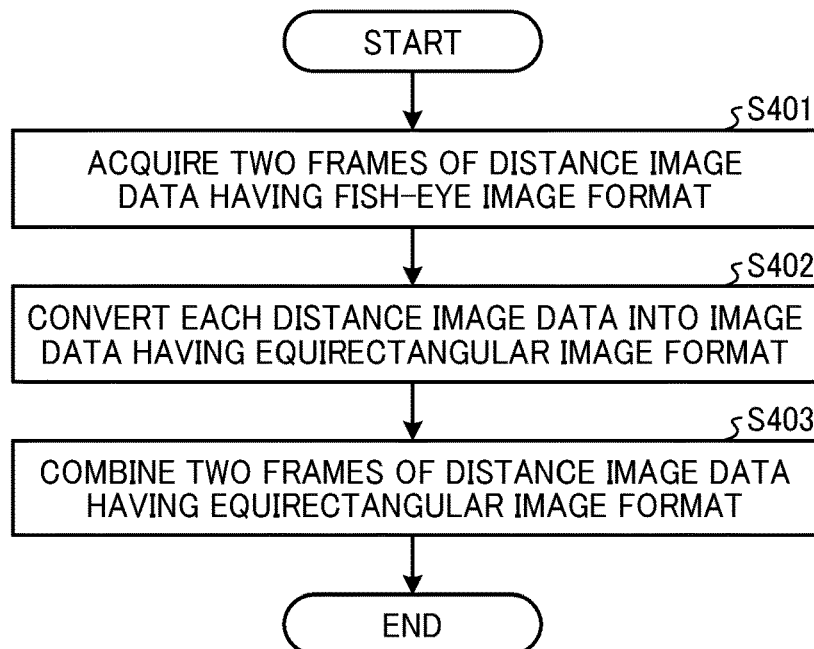 START
S401
ACQUIRE TWO FRAMES OF DISTANCE IMAGE
DATA HAVING FISH-EYE IMAGE FORMAT
S402
CONVERT EACH DISTANCE IMAGE DATA INTO IMAGE
DATA HAVING EQUIRECTANGULAR IMAGE FORMAT
S403
COMBINE TWO FRAMES OF DISTANCE IMAGE DATA
HAVING EQUIRECTANGULAR IMAGE FORMAT
END